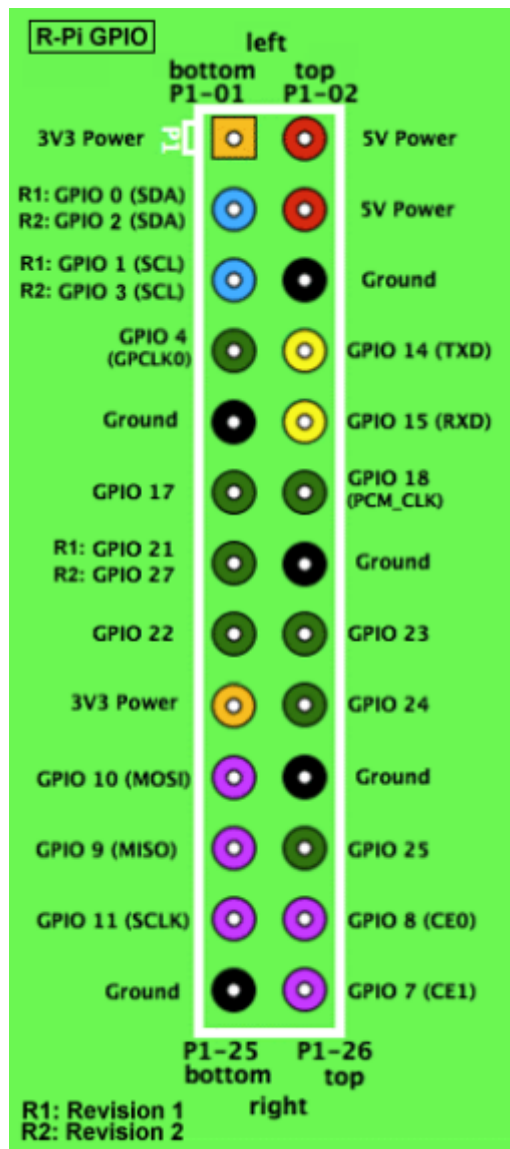 R-Pi GPIO
left
bottom top
P1-01 P1-02
3V3 Power P1 5V Power
R1: GPIO 0 (SDA)
R2: GPIO 2 (SDA) 5V Power
R1: GPIO 1 (SCL)
R2: GPIO 3 (SCL) Ground
GPIO 4
(GPCLK0) GPIO 14 (TXD)
Ground GPIO 15 (RXD)
GPIO 17 GPIO 18
(PCM_CLK)
R1: GPIO 21
R2: GPIO 27 Ground
GPIO 22 GPIO 23
3V3 Power GPIO 24
GPIO 10 (MOSI) Ground
GPIO 9 (MISO) GPIO 25
GPIO 11 (SCLK) GPIO 8 (CE0)
Ground GPIO 7 (CE1)
P1-25 P1-26
bottom top
right
R1: Revision 1
R2: Revision 2